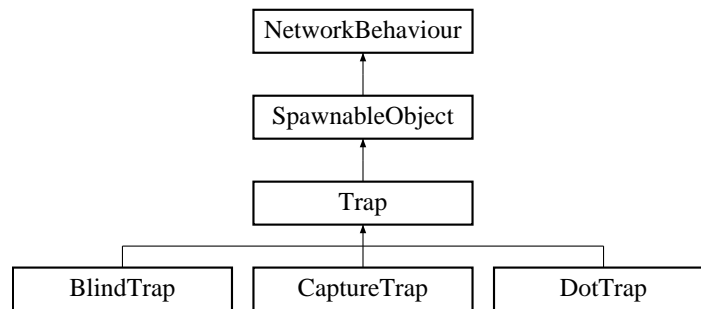 NetworkBehaviour
SpawnableObject
Trap
BlindTrap CaptureTrap DotTrap